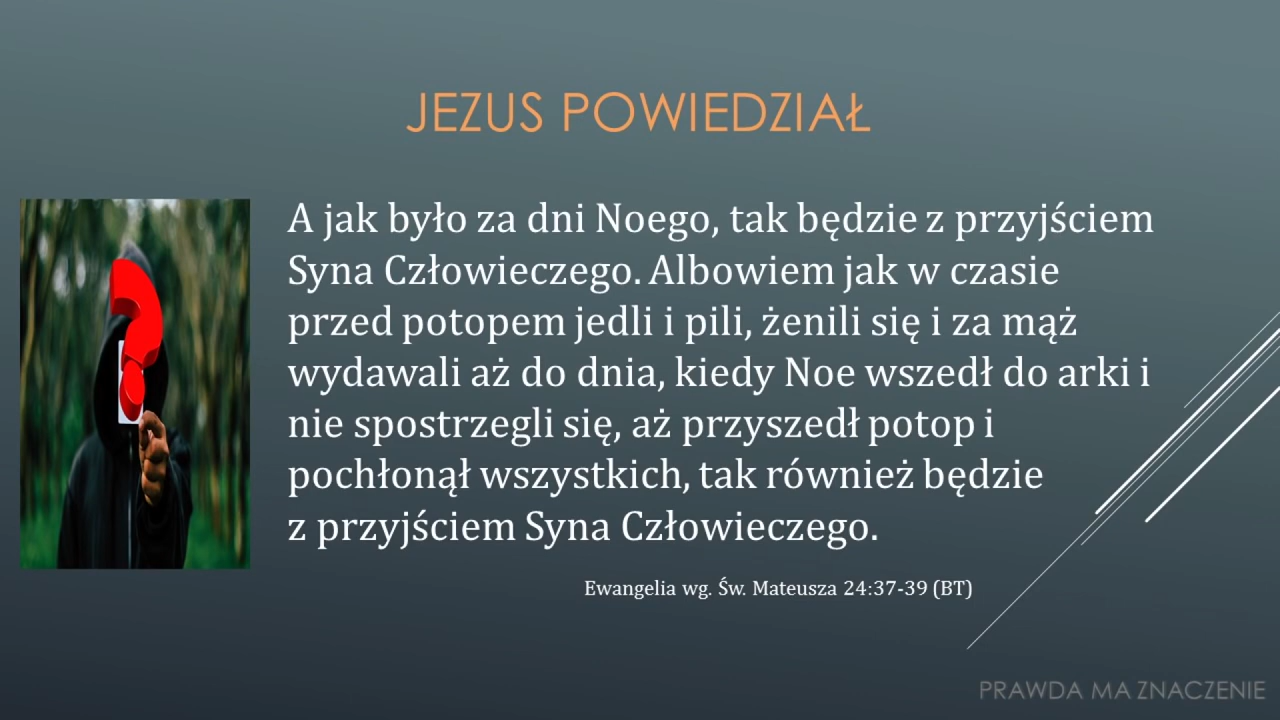 JEZUS POWIEDZIAŁ
A jak było za dni Noego, tak będzie z przyjściem
Syna Człowieczego. Albowiem jak w czasie
przed potopem jedli i pili, żenili się i za mąż
wydawali aż do dnia, kiedy Noe wszedł do arki i
nie spostrzegli się, aż przyszedł potop i
pochłonął wszystkich, tak również będzie
z przyjściem Syna Człowieczego.
Ewangelia wg. Św. Mateusza 24:37-39 (BT)
PRAWDA MA ZNACZENIE